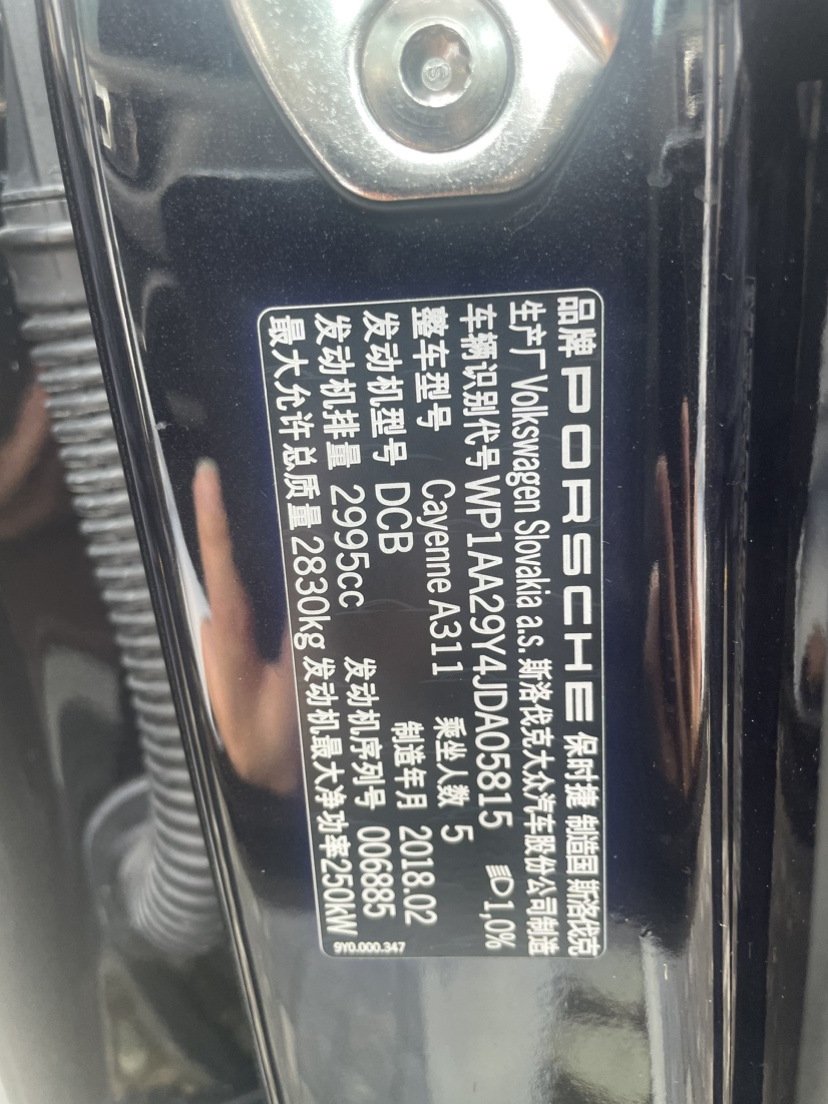 品牌 PORSCHE 保时捷 制造国 斯洛伐克
生产厂 Volkswagen Slovakia a.s. 斯洛伐克大众汽车股份公司制造
车辆识别代号 WP1AA29Y4JDA05815 1,0%
整车型号 Cayenne A311 乘坐人数 5
发动机型号 DCB 制造年月 2018.02
发动机排量 2995cc 发动机序列号 006885
最大允许总质量 2830kg 发动机最大净功率250kW
9Y0.000.347